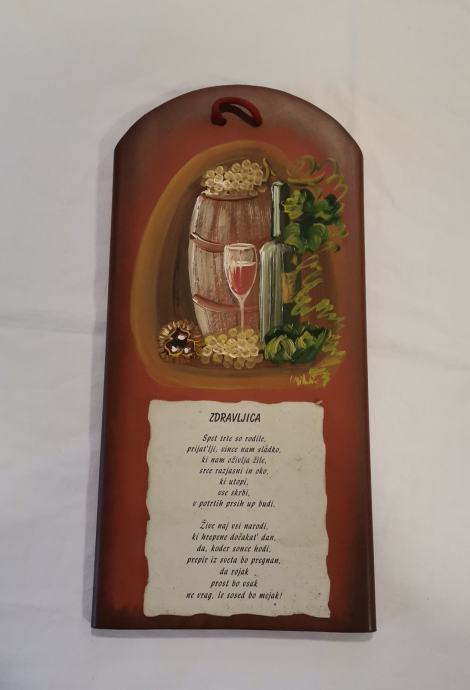 ZDRAVLJICA
Spet trte so rodile,
prijat'lji, vince nam sládko,
ki nam oživlja žile,
srce razjasni in oko,
ki utopi,
vse skrbi,
v potrtih prsih up budi.
Žive naj vsi narodi,
ki hrepene dočakat' dan,
da, koder sonce hodi,
prepir iz sveta bo pregnan,
da rojak
prost bo vsak
ne vrag, le sosed bo mejak!